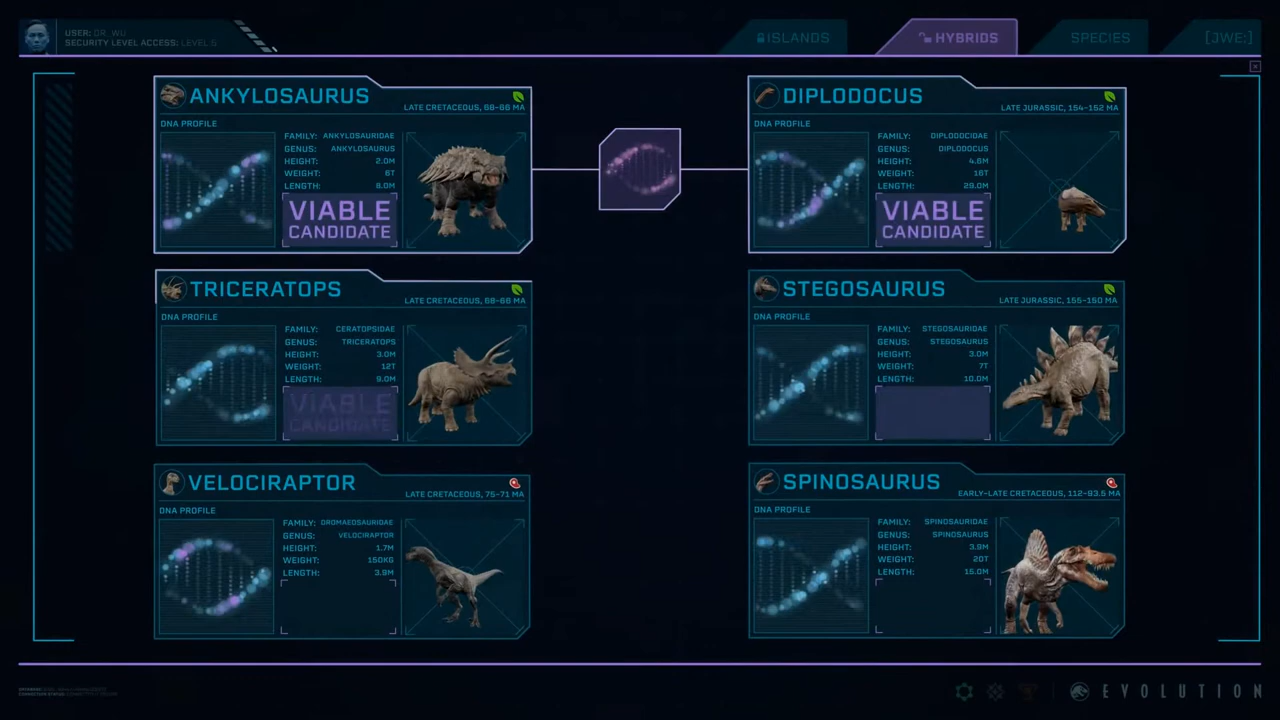 USER: DR. WU
SECURITY LEVEL ACCESS: LEVEL 5
ISLANDS
HYBRIDS
SPECIES
[JWE:]
ANKYLOSAURUS
LATE CRETACEOUS, 68-66 MA
DNA PROFILE
FAMILY: ANKYLOSAURIDAE
GENUS: ANKYLOSAURUS
HEIGHT: 2.0M
WEIGHT: 6T
LENGTH: 8.0M
VIABLE
CANDIDATE
DIPLODOCUS
LATE JURASSIC, 154-152 MA
DNA PROFILE
FAMILY: DIPLODOCIDAE
GENUS: DIPLODOCUS
HEIGHT: 4.6M
WEIGHT: 16T
LENGTH: 29.0M
VIABLE
CANDIDATE
TRICERATOPS
LATE CRETACEOUS, 68-66 MA
DNA PROFILE
FAMILY: CERATOPSIDAE
GENUS: TRICERATOPS
HEIGHT: 3.0M
WEIGHT: 12T
LENGTH: 9.0M
VIABLE
CANDIDATE
STEGOSAURUS
LATE JURASSIC, 155-150 MA
DNA PROFILE
FAMILY: STEGOSAURIDAE
GENUS: STEGOSAURUS
HEIGHT: 3.0M
WEIGHT: 7T
LENGTH: 10.0M
VELOCIRAPTOR
LATE CRETACEOUS, 75-71 MA
DNA PROFILE
FAMILY: DROMAEOSAURIDAE
GENUS: VELOCIRAPTOR
HEIGHT: 1.7M
WEIGHT: 150KG
LENGTH: 3.9M
SPINOSAURUS
EARLY-LATE CRETACEOUS, 112-93.5 MA
DNA PROFILE
FAMILY: SPINOSAURIDAE
GENUS: SPINOSAURUS
HEIGHT: 3.9M
WEIGHT: 20T
LENGTH: 15.0M
EVOLUTION